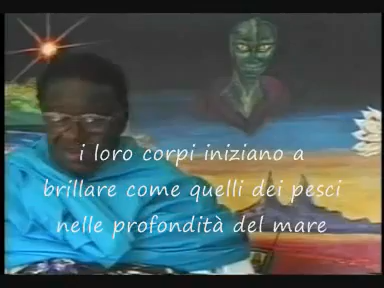 i loro corpi iniziano a
brillare come quelli dei pesci
nelle profondità del mare